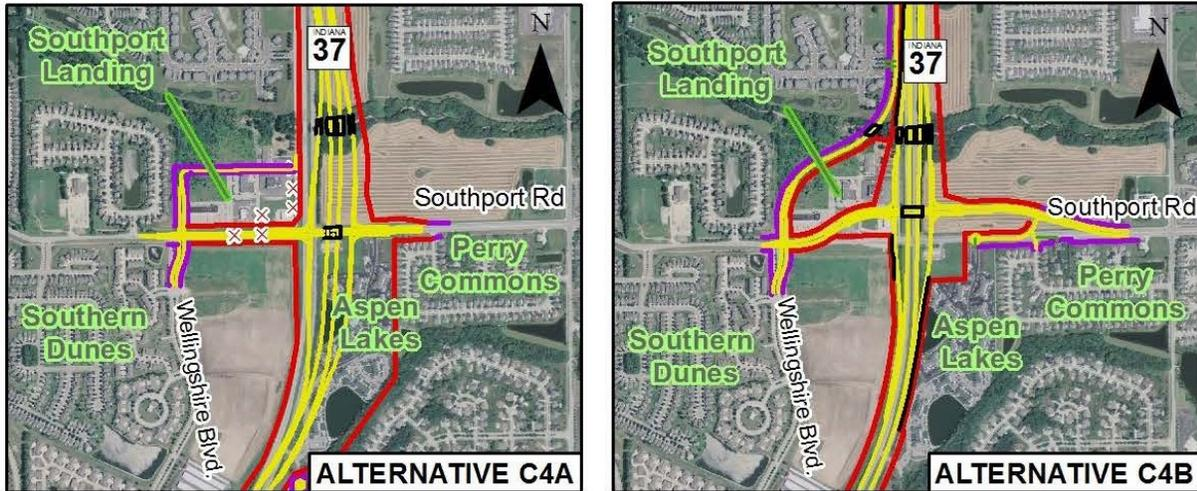 Southport
Landing
INDIANA
37
N
Southport Rd
Perry
Commons
Aspen
Lakes
Southern
Dunes
Wellingshire Blvd.
ALTERNATIVE C4A
Southport
Landing
INDIANA
37
N
Southport Rd
Perry
Commons
Aspen
Lakes
Southern
Dunes
Wellingshire Blvd.
ALTERNATIVE C4B